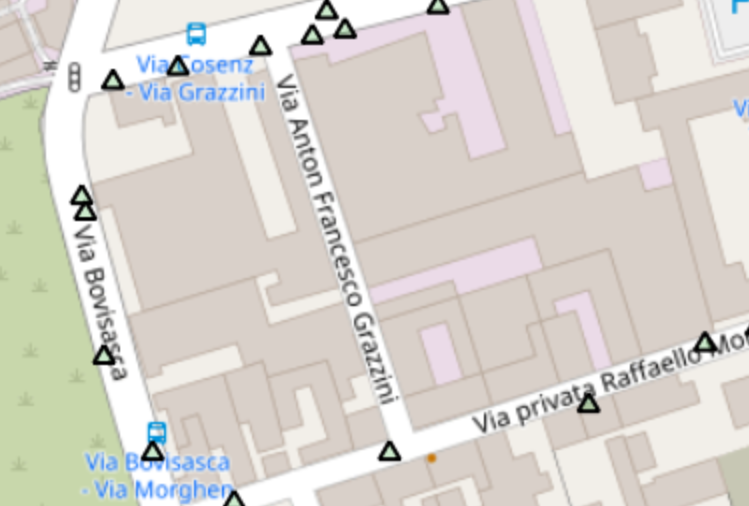 Via Cosenz
- Via Grazzini
Via Anton Francesco Grazzini
Via Bovisasca
Via privata Raffaello
Via Bovisasca
- Via Morghen